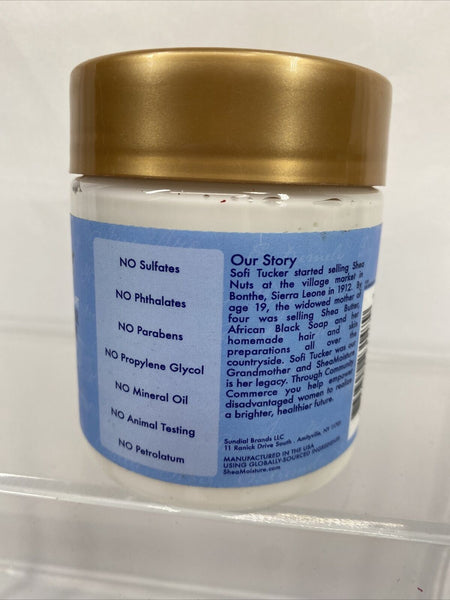 NO Sulfates
NO Phthalates
NO Parabens
NO Propylene Glycol
NO Mineral Oil
NO Animal Testing
NO Petrolatum
Our Story
Sofi Tucker started selling Shea
Nuts at the village market in
Bonthe, Sierra Leone in 1912. By
age 19, the widowed mother of
four was selling Shea Butter,
African Black Soap and her
homemade hair and skin
preparations all over the
countryside. Sofi Tucker was our
Grandmother and SheaMoisture
is her legacy. Through Community
Commerce you help empower
disadvantaged women to realize
a brighter, healthier future.
Sundial Brands LLC
11 Ranick Drive South . Amityville, NY 11701
MANUFACTURED IN THE USA
USING GLOBALLY-SOURCED INGREDIENTS
SheaMoisture.com